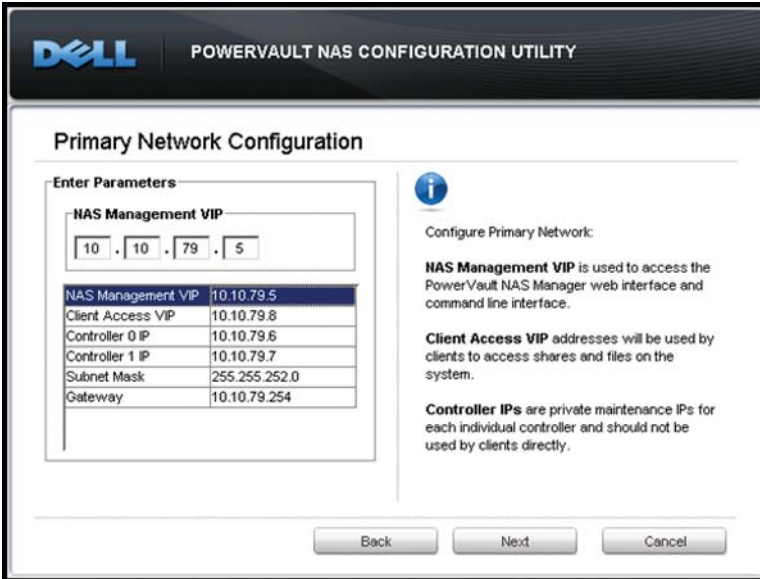 DELL
POWERVAULT NAS CONFIGURATION UTILITY
Primary Network Configuration
Enter Parameters
NAS Management VIP
10 . 10 . 79 . 5
NAS Management VIP 10.10.79.5
Client Access VIP 10.10.79.8
Controller 0 IP 10.10.79.6
Controller 1 IP 10.10.79.7
Subnet Mask 255.255.252.0
Gateway 10.10.79.254
i
Configure Primary Network:
NAS Management VIP is used to access the
PowerVault NAS Manager web interface and
command line interface.
Client Access VIP addresses will be used by
clients to access shares and files on the
system.
Controller IPs are private maintenance IPs for
each individual controller and should not be
used by clients directly.
Back Next Cancel